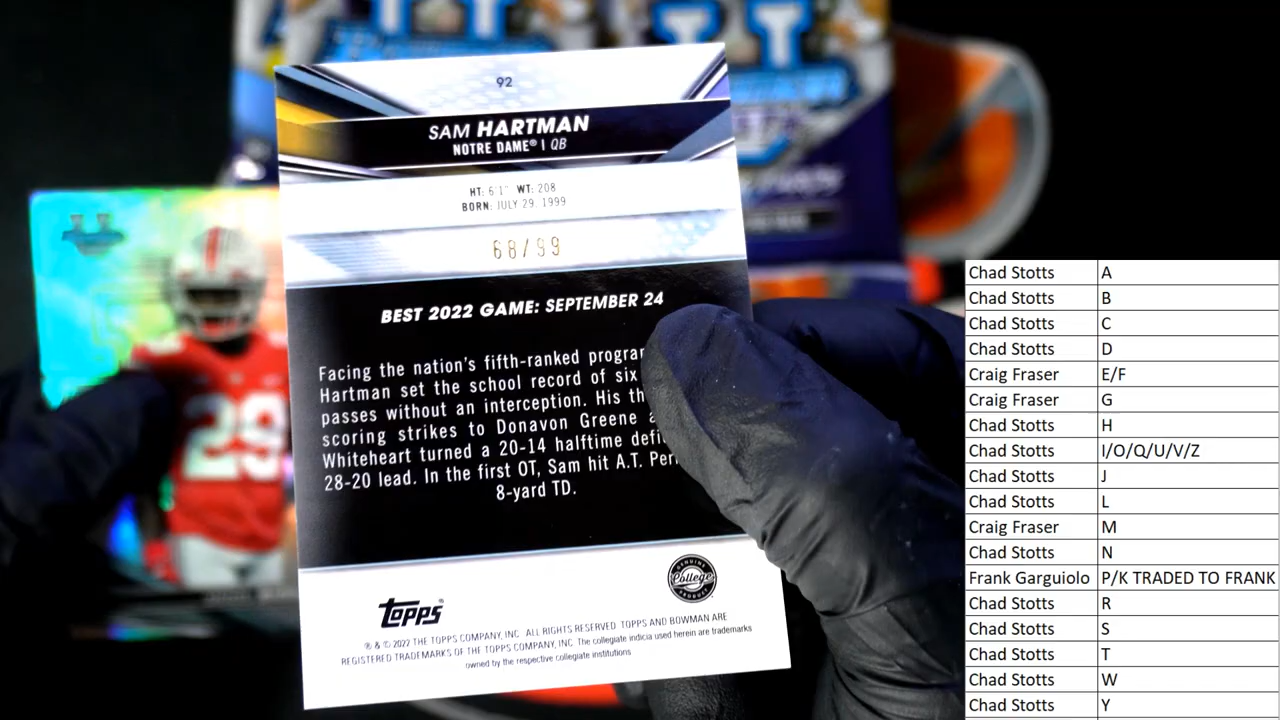 92
SAM HARTMAN
NOTRE DAME® | QB
HT: 6'1" WT: 208
BORN: JULY 29, 1999
68/99
BEST 2022 GAME: SEPTEMBER 24
Facing the nation's fifth-ranked
Hartman set the school record of six
passes without an interception. His
scoring strikes to Donavon Greene
Whiteheart turned a 20-14 halftime
28-20 lead. In the first OT, Sam hit A.T.
8-yard TD.
GENUINE
College
PRODUCT
topps
® & © 2022 THE TOPPS COMPANY, INC. ALL RIGHTS RESERVED. TOPPS AND BOWMAN ARE
REGISTERED TRADEMARKS OF THE TOPPS COMPANY, INC. The collegiate indicia used herein are trademarks
owned by the respective collegiate institutions
29
Chad Stotts A
Chad Stotts B
Chad Stotts C
Chad Stotts D
Craig Fraser E/F
Craig Fraser G
Chad Stotts H
Chad Stotts I/O/Q/U/V/Z
Chad Stotts J
Chad Stotts L
Craig Fraser M
Chad Stotts N
Frank Garguiolo P/K TRADED TO FRANK
Chad Stotts R
Chad Stotts S
Chad Stotts T
Chad Stotts W
Chad Stotts Y